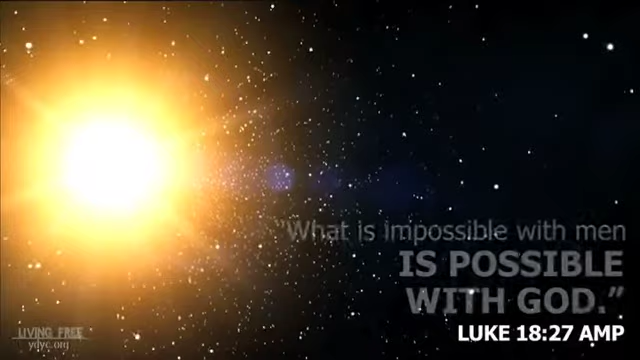 "What is impossible with men
IS POSSIBLE
WITH GOD."
LUKE 18:27 AMP
LIVING FREE
ydyc.org